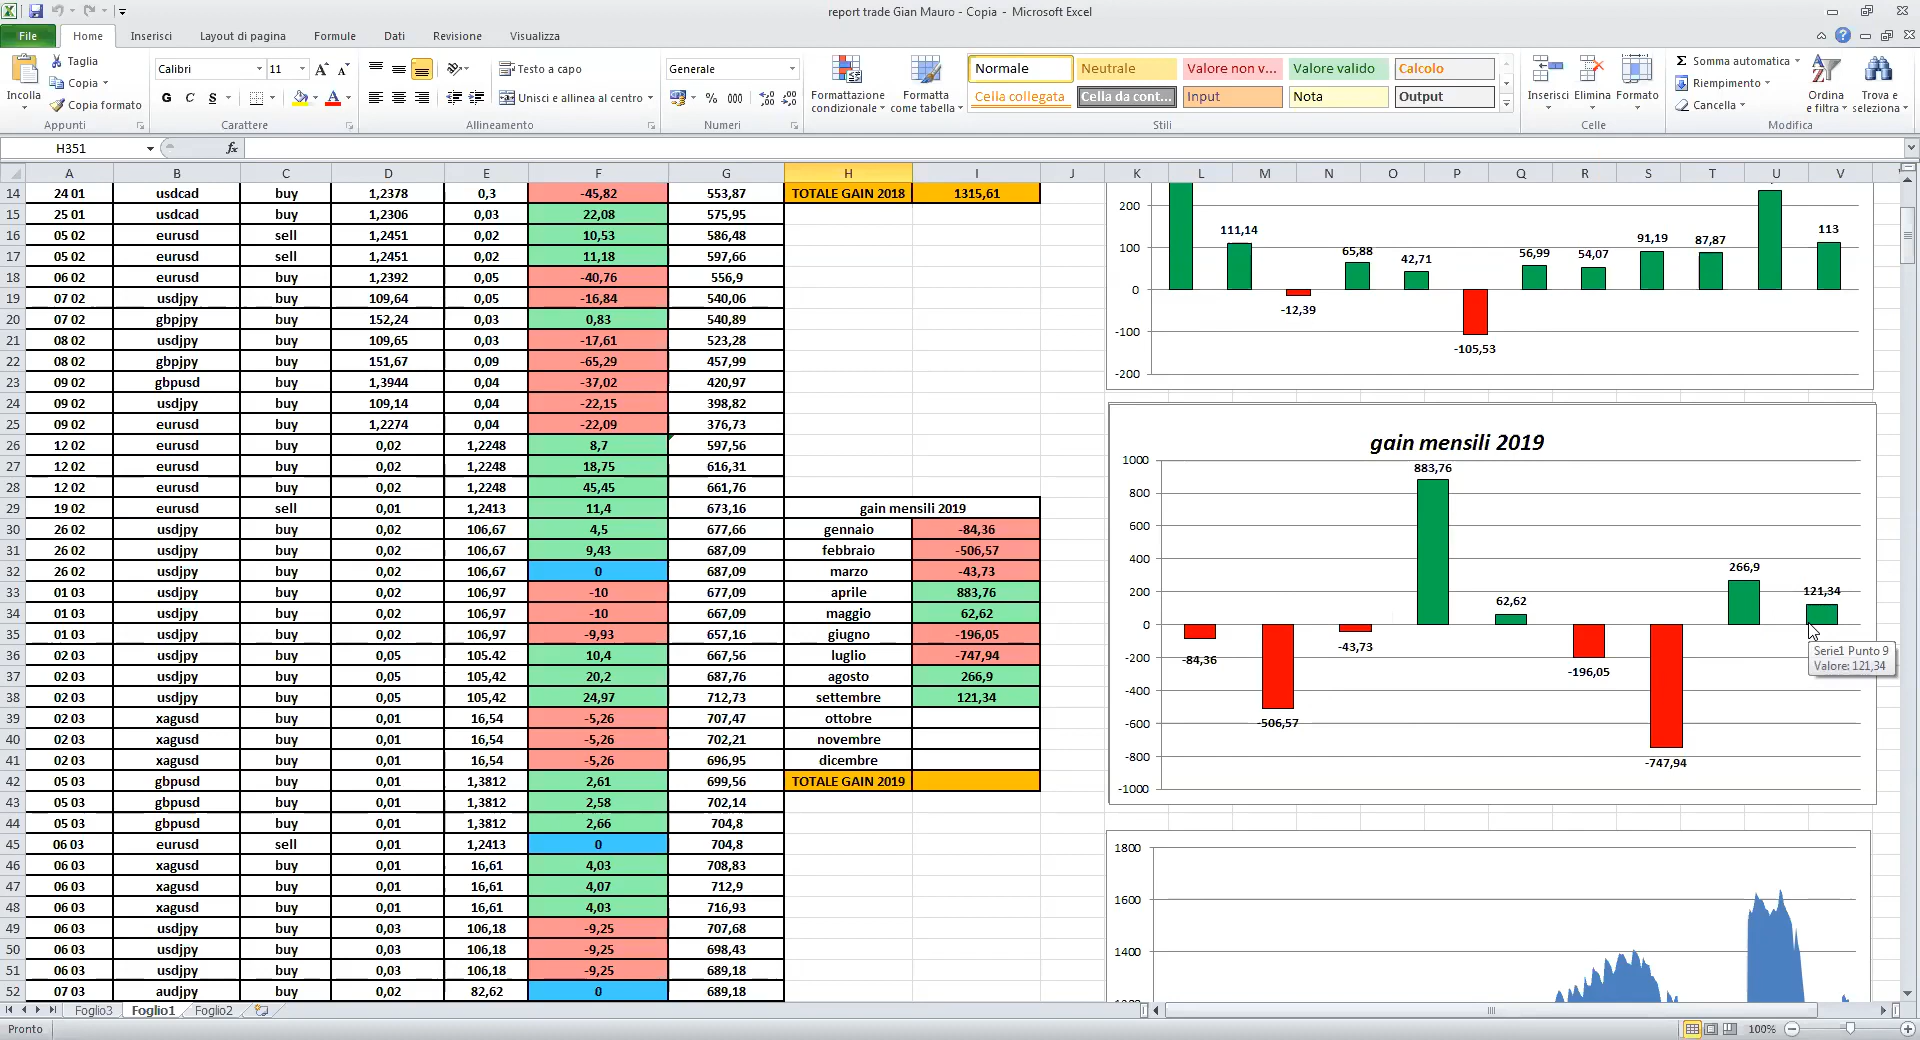 report trade Gian Mauro - Copia - Microsoft Excel
File Home Inserisci Layout di pagina Formule Dati Revisione Visualizza
Incolla Taglia Copia Copia formato
Calibri 11 G C S
Testo a capo
Unisci e allinea al centro
Generale % 000
Formattazione condizionale
Formatta come tabella
Normale Neutrale Valore non v... Valore valido Calcolo
Cella collegata Cella da cont... Input Nota Output
Inserisci Elimina Formato
Σ Somma automatica
Riempimento
Cancella
Ordina e filtra
Trova e seleziona
Appunti Carattere Allineamento Numeri Stili Celle Modifica
H351 fx
A B C D E F G H I J K L M N O P Q R S T U V
14 24 01 usdcad buy 1,2378 0,3 -45,82 553,87 TOTALE GAIN 2018 1315,61
15 25 01 usdcad buy 1,2306 0,03 22,08 575,95
16 05 02 eurusd sell 1,2451 0,02 10,53 586,48
17 05 02 eurusd sell 1,2451 0,02 11,18 597,66
18 06 02 eurusd buy 1,2392 0,05 -40,76 556,9
19 07 02 usdjpy buy 109,64 0,05 -16,84 540,06
20 07 02 gbpjpy buy 152,24 0,03 0,83 540,89
21 08 02 usdjpy buy 109,65 0,03 -17,61 523,28
22 08 02 gbpjpy buy 151,67 0,09 -65,29 457,99
23 09 02 gbpusd buy 1,3944 0,04 -37,02 420,97
24 09 02 usdjpy buy 109,14 0,04 -22,15 398,82
25 09 02 eurusd buy 1,2274 0,04 -22,09 376,73
26 12 02 eurusd buy 0,02 1,2248 8,7 597,56
27 12 02 eurusd buy 0,02 1,2248 18,75 616,31
28 12 02 eurusd buy 0,02 1,2248 45,45 661,76
29 19 02 eurusd sell 0,01 1,2413 11,4 673,16 gain mensili 2019
30 26 02 usdjpy buy 0,02 106,67 4,5 677,66 gennaio -84,36
31 26 02 usdjpy buy 0,02 106,67 9,43 687,09 febbraio -506,57
32 26 02 usdjpy buy 0,02 106,67 0 687,09 marzo -43,73
33 01 03 usdjpy buy 0,02 106,97 -10 677,09 aprile 883,76
34 01 03 usdjpy buy 0,02 106,97 -10 667,09 maggio 62,62
35 01 03 usdjpy buy 0,02 106,97 -9,93 657,16 giugno -196,05
36 02 03 usdjpy buy 0,05 105.42 10,4 667,56 luglio -747,94
37 02 03 usdjpy buy 0,05 105,42 20,2 687,76 agosto 266,9
38 02 03 usdjpy buy 0,05 105,42 24,97 712,73 settembre 121,34
39 02 03 xagusd buy 0,01 16,54 -5,26 707,47 ottobre
40 02 03 xagusd buy 0,01 16,54 -5,26 702,21 novembre
41 02 03 xagusd buy 0,01 16,54 -5,26 696,95 dicembre
42 05 03 gbpusd buy 0,01 1,3812 2,61 699,56 TOTALE GAIN 2019
43 05 03 gbpusd buy 0,01 1,3812 2,58 702,14
44 05 03 gbpusd buy 0,01 1,3812 2,66 704,8
45 06 03 eurusd sell 0,01 1,2413 0 704,8
46 06 03 xagusd buy 0,01 16,61 4,03 708,83
47 06 03 xagusd buy 0,01 16,61 4,07 712,9
48 06 03 xagusd buy 0,01 16,61 4,03 716,93
49 06 03 usdjpy buy 0,03 106,18 -9,25 707,68
50 06 03 usdjpy buy 0,03 106,18 -9,25 698,43
51 06 03 usdjpy buy 0,03 106,18 -9,25 689,18
52 07 03 audjpy buy 0,02 82,62 0 689,18
200
100
0
-100
-200
111,14 -12,39 65,88 42,71 -105,53 56,99 54,07 91,19 87,87 113
gain mensili 2019
1000
800
600
400
200
0
-200
-400
-600
-800
-1000
-84,36 -506,57 -43,73 883,76 62,62 -196,05 -747,94 266,9 121,34
Serie1 Punto 9
Valore: 121,34
1800
1600
1400
Foglio3 Foglio1 Foglio2
Pronto 100%